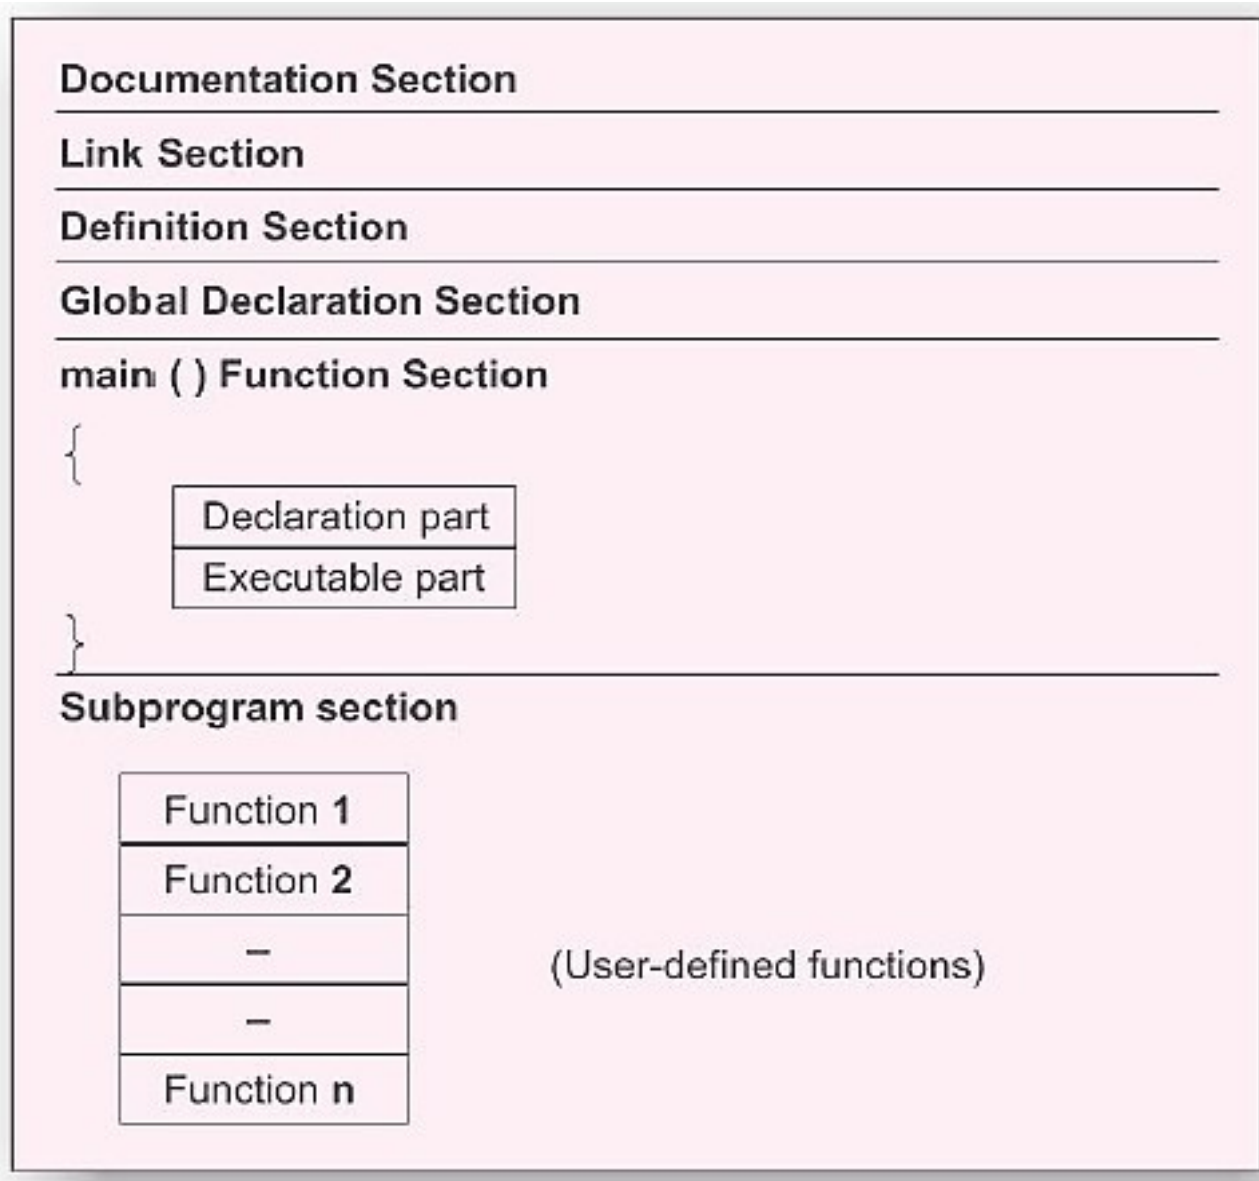 Documentation Section
Link Section
Definition Section
Global Declaration Section
main ( ) Function Section
{
Declaration part
Executable part
}
Subprogram section
Function 1
Function 2
–
(User-defined functions)
–
Function n